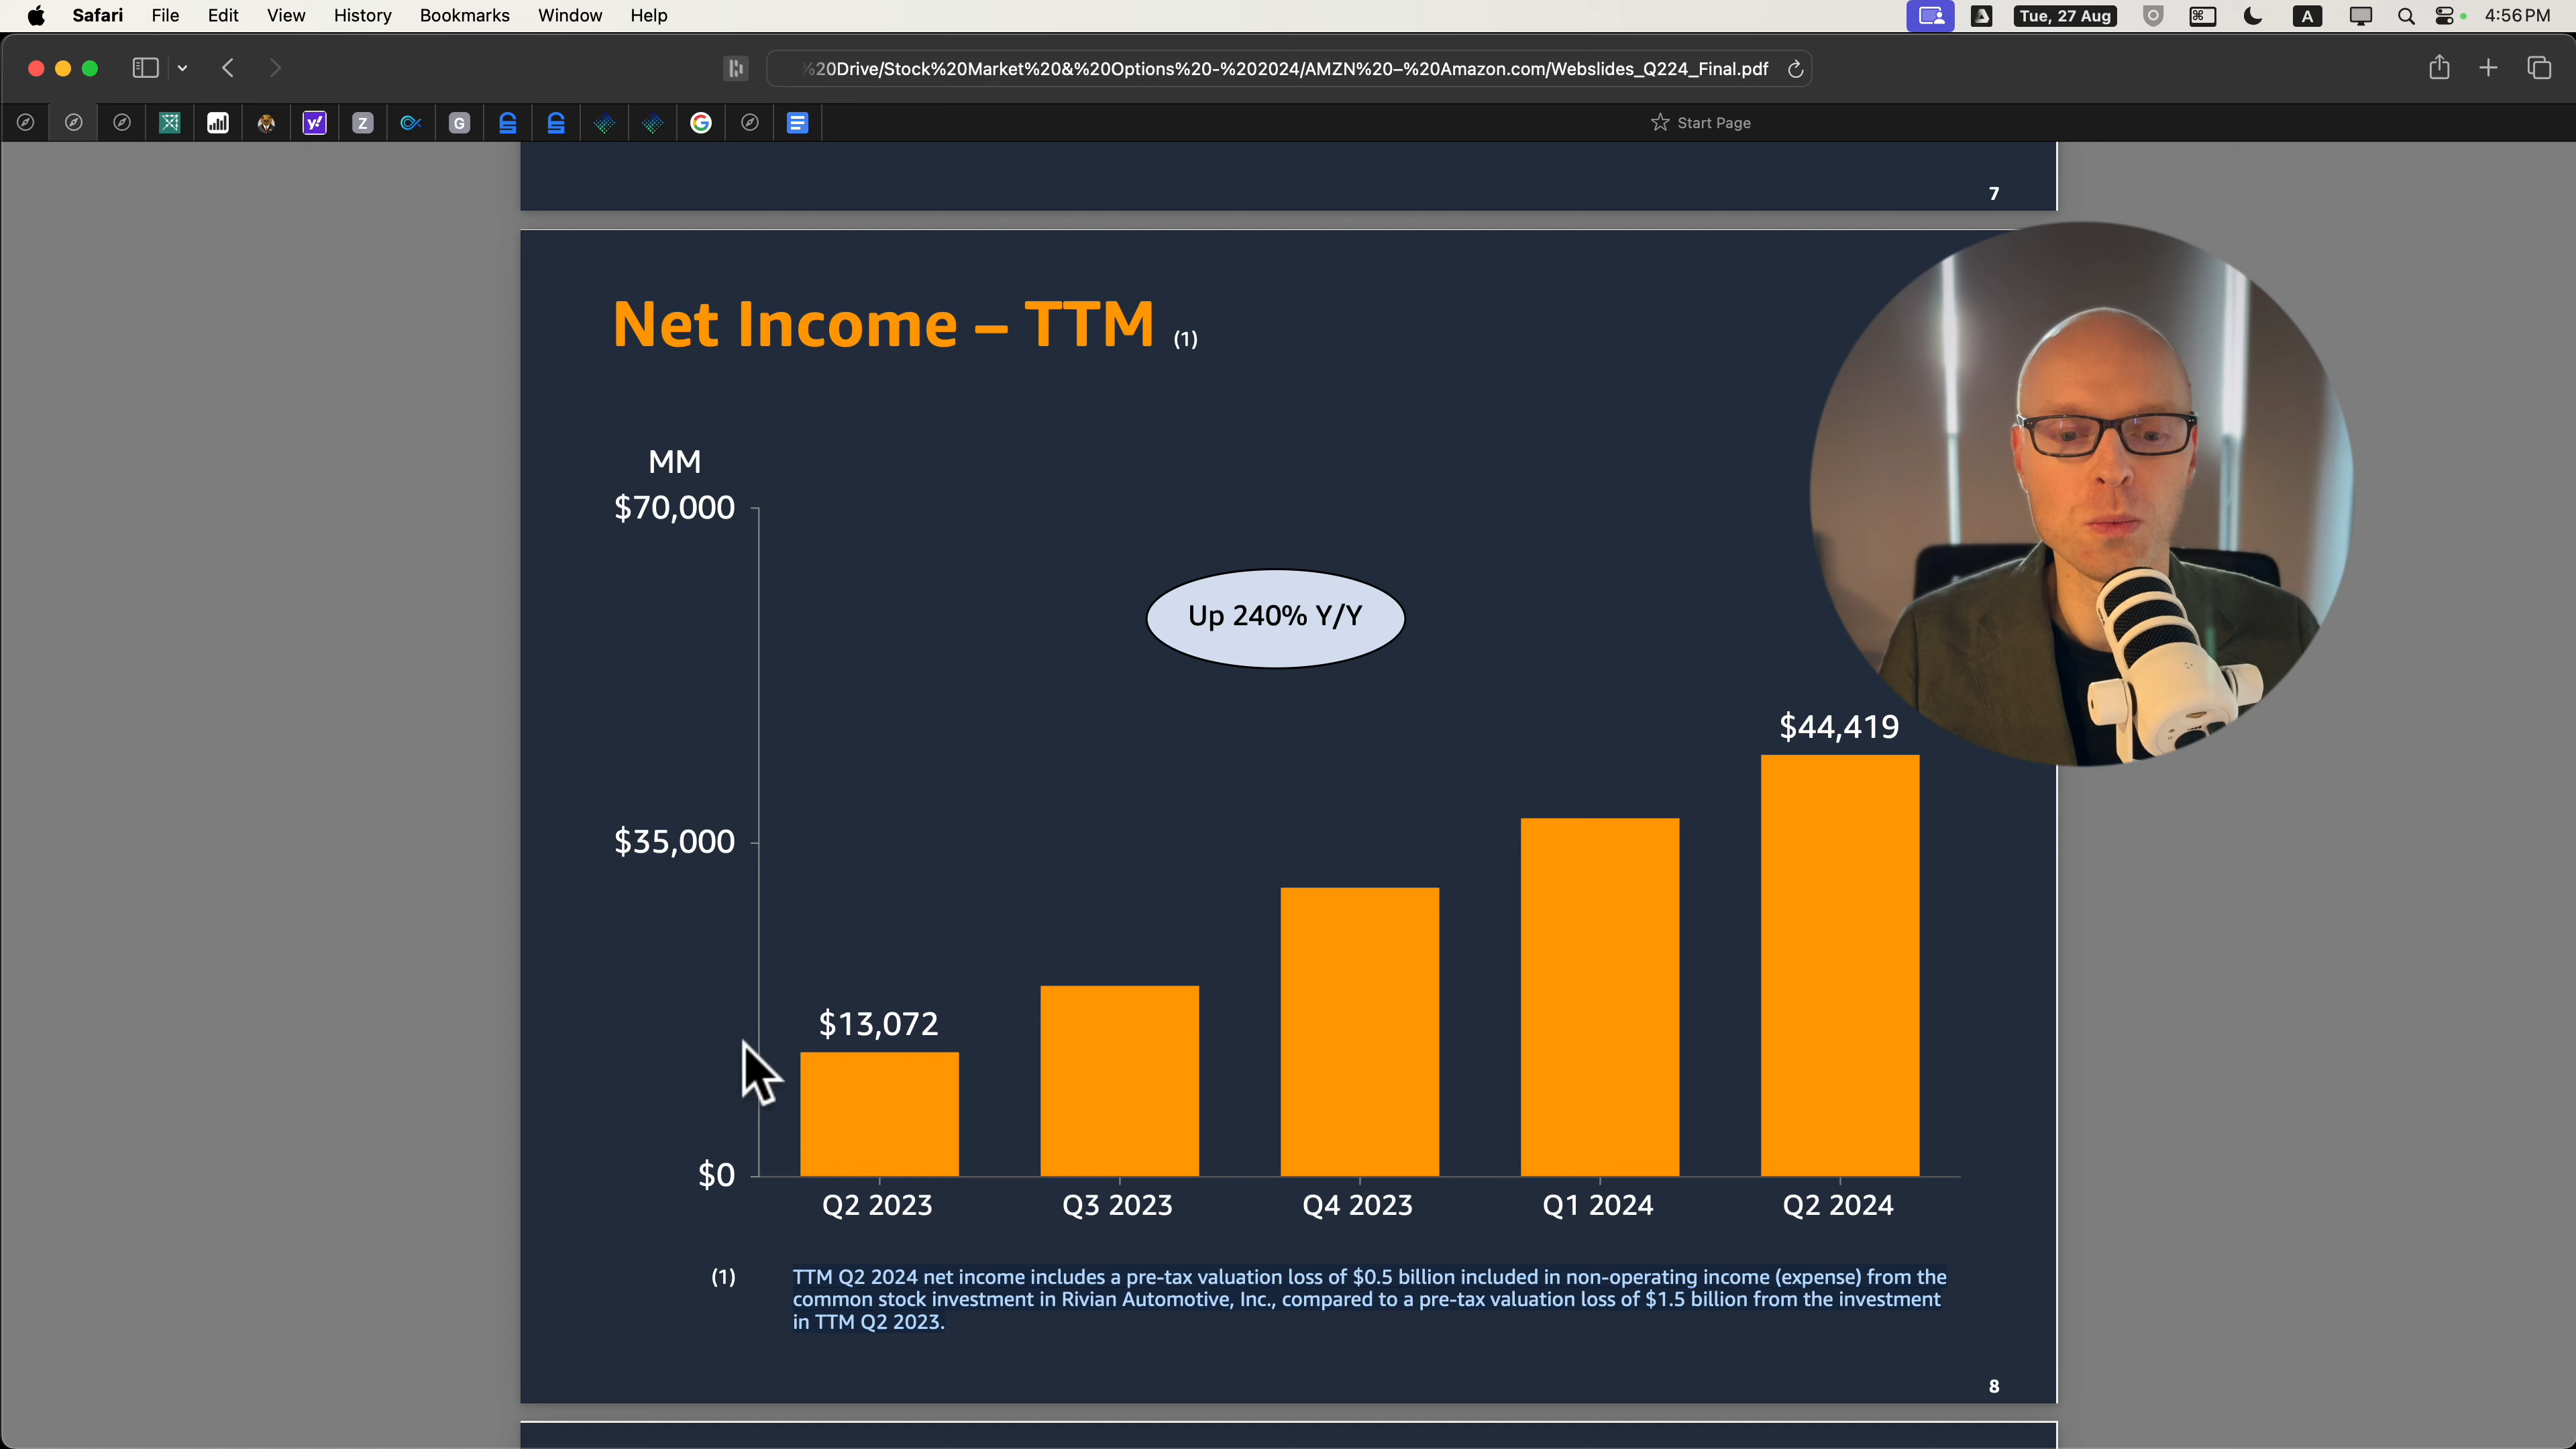 Safari File Edit View History Bookmarks Window Help
A
Tue, 27 Aug
4:56 PM
%20Drive/Stock%20Market%20&%20Options%20-%202024/AMZN%20–%20Amazon.com/Webslides_Q224_Final.pdf
y!
Z
G
Start Page
7
Net Income – TTM (1)
MM
$70,000
Up 240% Y/Y
$44,419
$35,000
$13,072
$0
Q2 2023 Q3 2023 Q4 2023 Q1 2024 Q2 2024
(1) TTM Q2 2024 net income includes a pre-tax valuation loss of $0.5 billion included in non-operating income (expense) from the
common stock investment in Rivian Automotive, Inc., compared to a pre-tax valuation loss of $1.5 billion from the investment
in TTM Q2 2023.
8